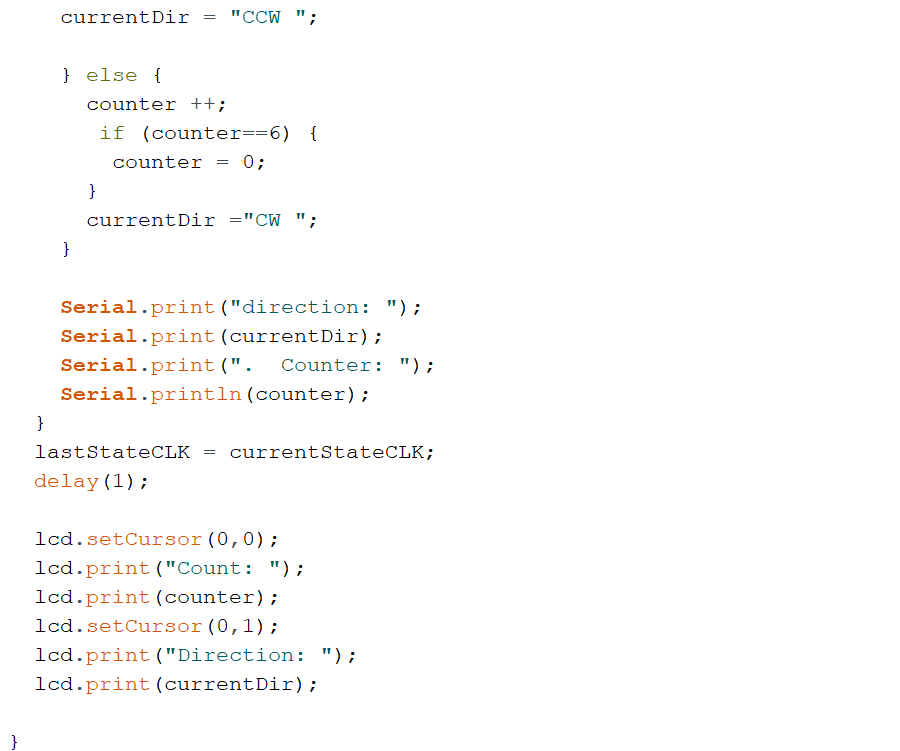 currentDir = "CCW ";

} else {
counter ++;
if (counter==6) {
counter = 0;
}
currentDir ="CW ";
}

Serial.print("direction: ");
Serial.print(currentDir);
Serial.print(".  Counter: ");
Serial.println(counter);
}
lastStateCLK = currentStateCLK;
delay(1);

lcd.setCursor(0,0);
lcd.print("Count: ");
lcd.print(counter);
lcd.setCursor(0,1);
lcd.print("Direction: ");
lcd.print(currentDir);

}